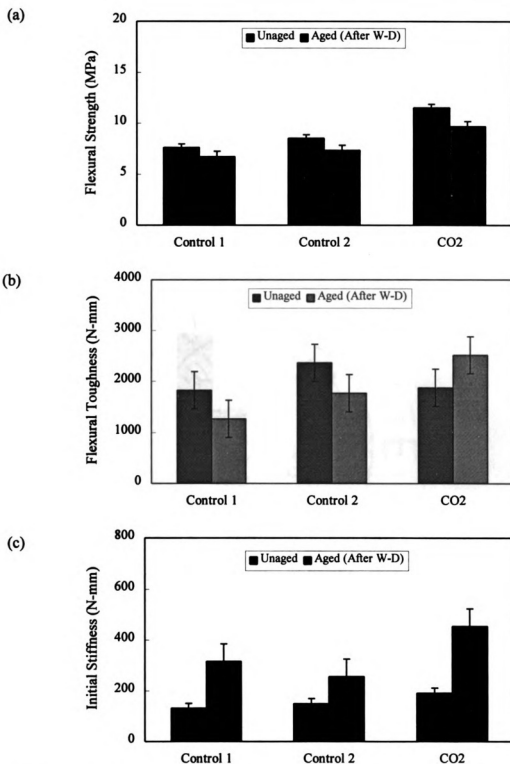 (a)
Flexural Strength (MPa)
20
15
10
5
0
Unaged Aged (After W-D)
Control 1 Control 2 CO2
(b)
Flexural Toughness (N-mm)
4000
3000
2000
1000
0
Unaged Aged (After W-D)
Control 1 Control 2 CO2
(c)
Initial Stiffness (N-mm)
800
600
400
200
0
Unaged Aged (After W-D)
Control 1 Control 2 CO2